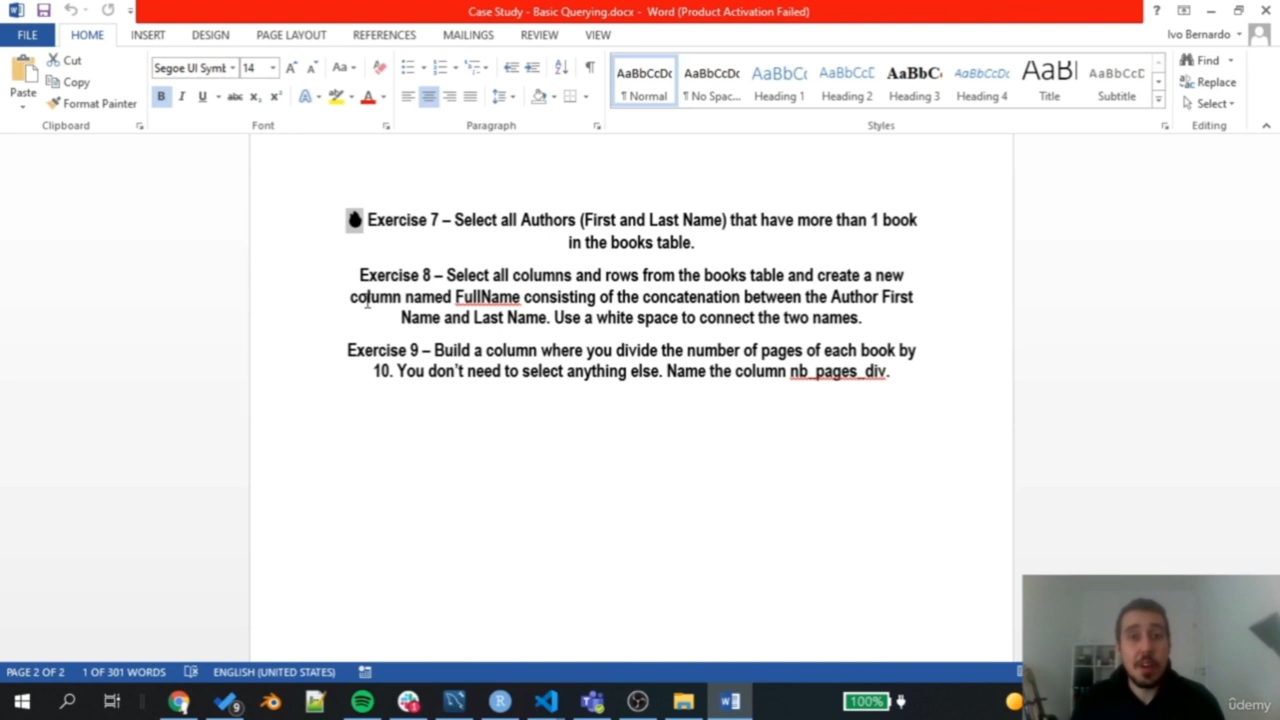 Case Study - Basic Querying.docx - Word (Product Activation Failed)
FILE HOME INSERT DESIGN PAGE LAYOUT REFERENCES MAILINGS REVIEW VIEW Ivo Bernardo
Paste
Cut
Copy
Format Painter
Clipboard
Segoe UI Symb 14
Font
Paragraph
AaBbCcDc AaBbCcDc AaBbCc AaBbCcD AaBbC AaBbCcDc AaB AaBbCcD
¶ Normal ¶ No Spac... Heading 1 Heading 2 Heading 3 Heading 4 Title Subtitle
Styles
Find
Replace
Select
Editing
Exercise 7 – Select all Authors (First and Last Name) that have more than 1 book
in the books table.
Exercise 8 – Select all columns and rows from the books table and create a new
column named FullName consisting of the concatenation between the Author First
Name and Last Name. Use a white space to connect the two names.
Exercise 9 – Build a column where you divide the number of pages of each book by
10. You don’t need to select anything else. Name the column nb_pages_div.
PAGE 2 OF 2 1 OF 301 WORDS ENGLISH (UNITED STATES)
9
100%
ûdemy